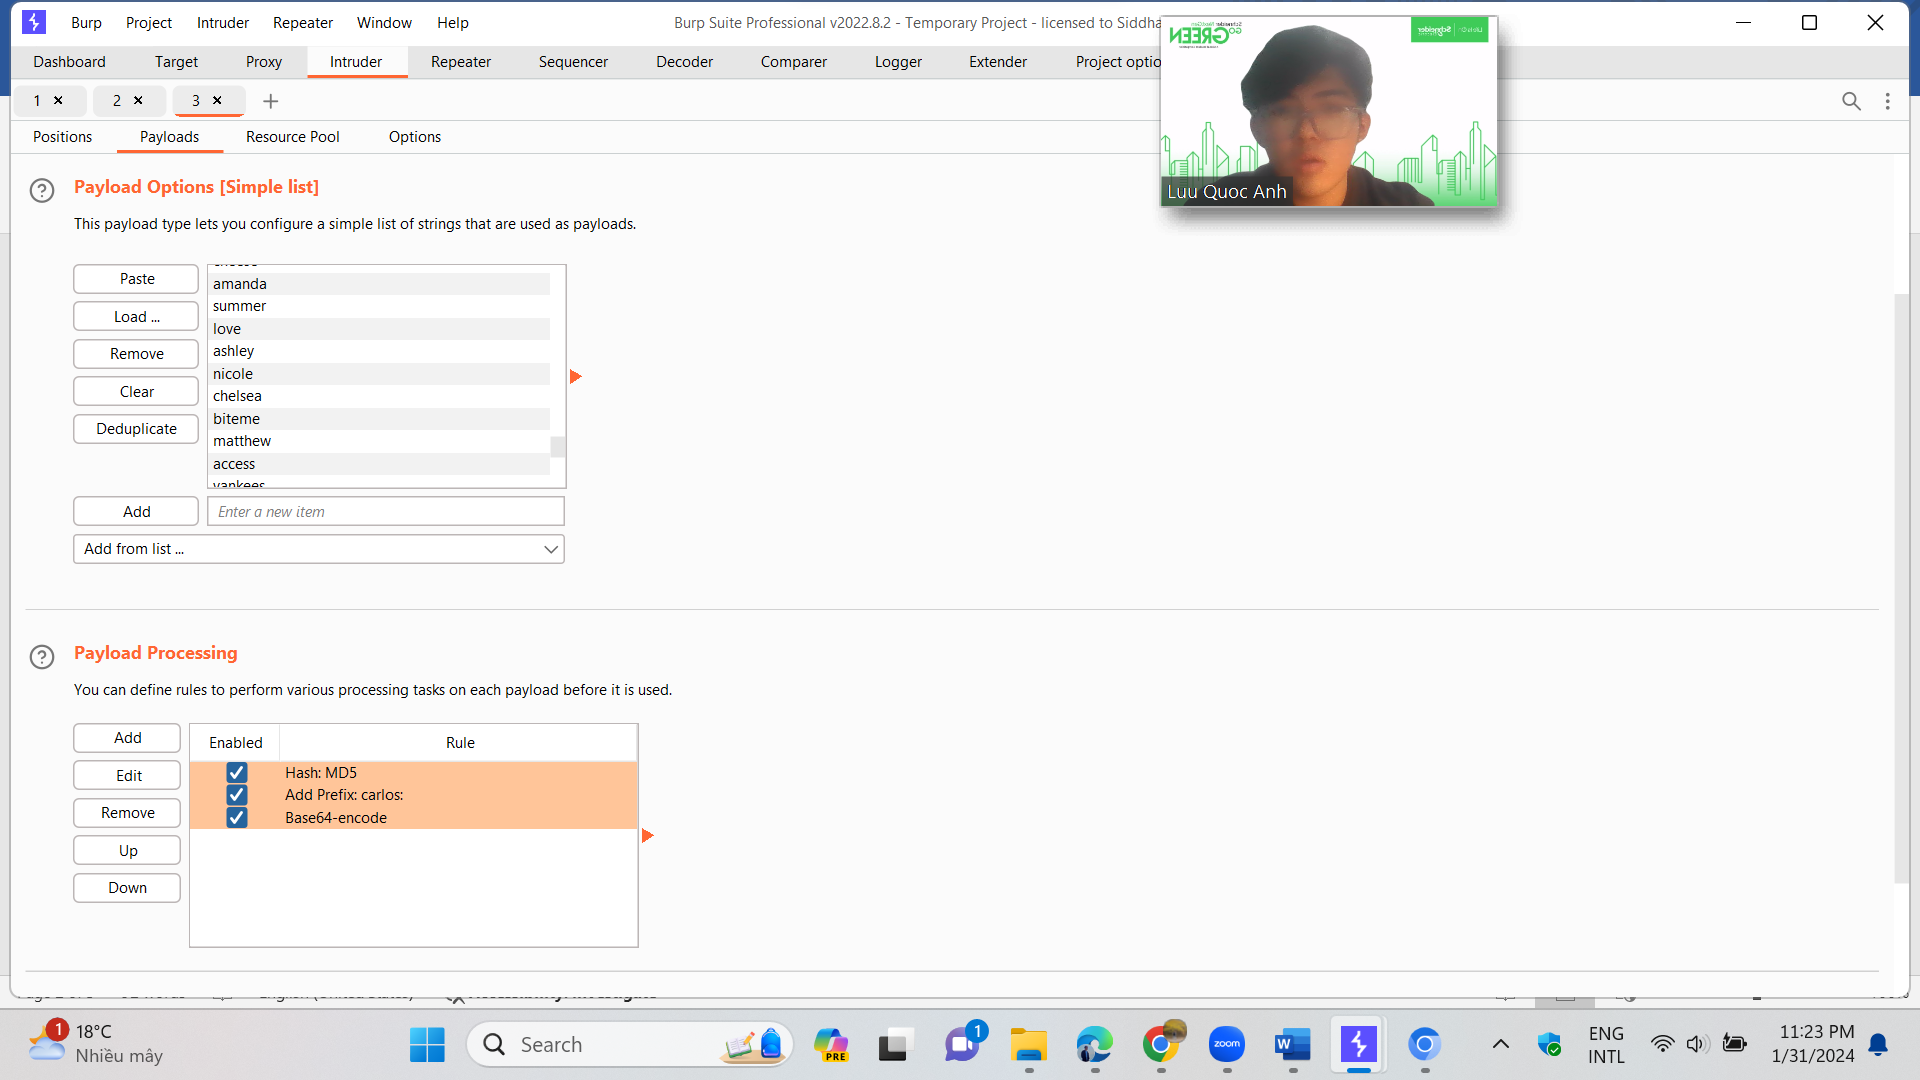 Burp Project Intruder Repeater Window Help
Burp Suite Professional v2022.8.2 - Temporary Project - licensed to Siddha
Dashboard Target Proxy Intruder Repeater Sequencer Decoder Comparer Logger Extender Project optio
1 × 2 × 3 × +
Positions Payloads Resource Pool Options
GO GREEN
Schneider
Luu Quoc Anh
? Payload Options [Simple list]
This payload type lets you configure a simple list of strings that are used as payloads.
Paste
Load ...
Remove
Clear
Deduplicate
amanda
summer
love
ashley
nicole
chelsea
biteme
matthew
access
yankees
Add
Enter a new item
Add from list ...
? Payload Processing
You can define rules to perform various processing tasks on each payload before it is used.
Add
Edit
Remove
Up
Down
Enabled Rule
Hash: MD5
Add Prefix: carlos:
Base64-encode
1
18°C
Nhiều mây
Search
PRE
1
zoom
W
ENG
INTL
11:23 PM
1/31/2024